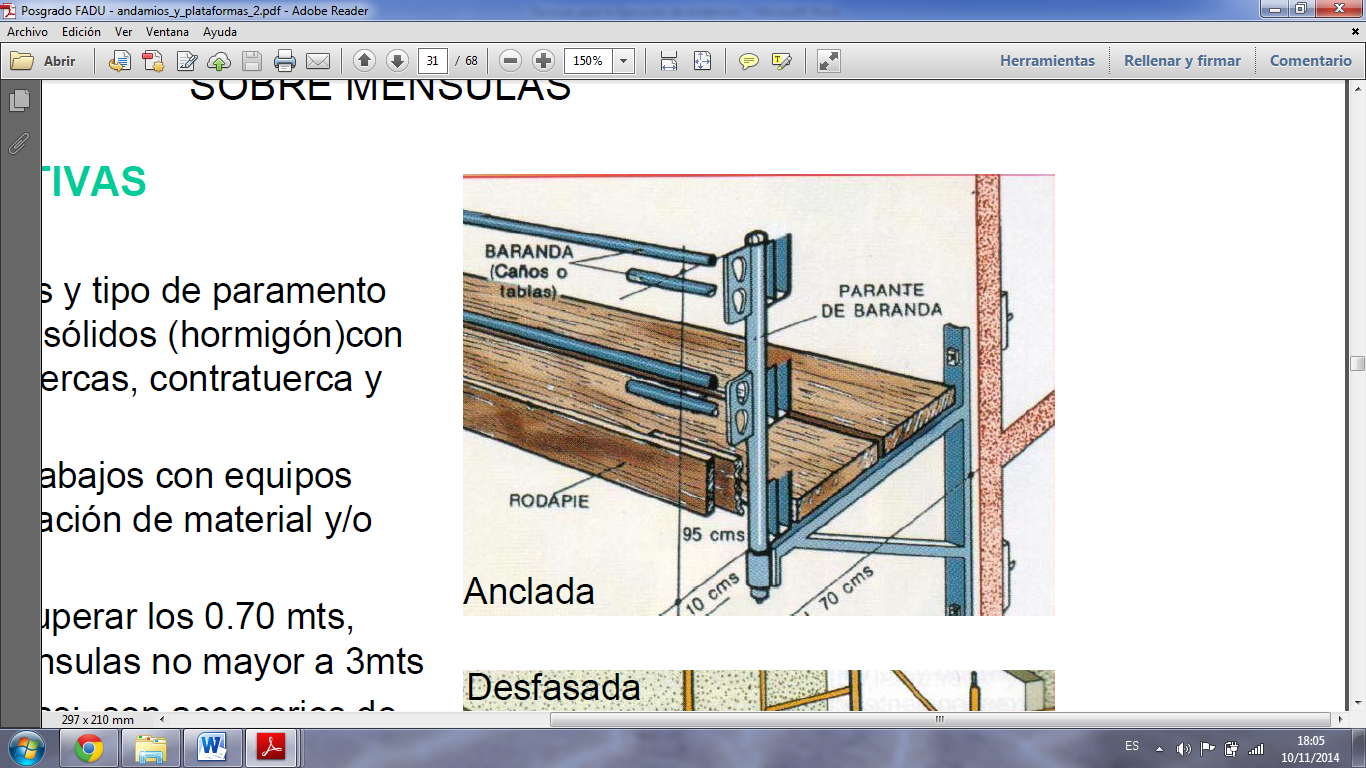 Posgrado FADU - andamios_y_plataformas_2.pdf - Adobe Reader
Archivo Edición Ver Ventana Ayuda
Abrir
31 / 68
150%
Herramientas Rellenar y firmar Comentario
SOBRE MENSULAS
TIVAS
s y tipo de paramento
sólidos (hormigón)con
ercas, contratuerca y
abajos con equipos
ación de material y/o
uperar los 0.70 mts,
nsulas no mayor a 3mts
BARANDA
(Caños o
tablas)
PARANTE
DE BARANDA
RODAPIE
95 cms
10 cms
70 cms
Anclada
Desfasada
297 x 210 mm
ES
18:05
10/11/2014